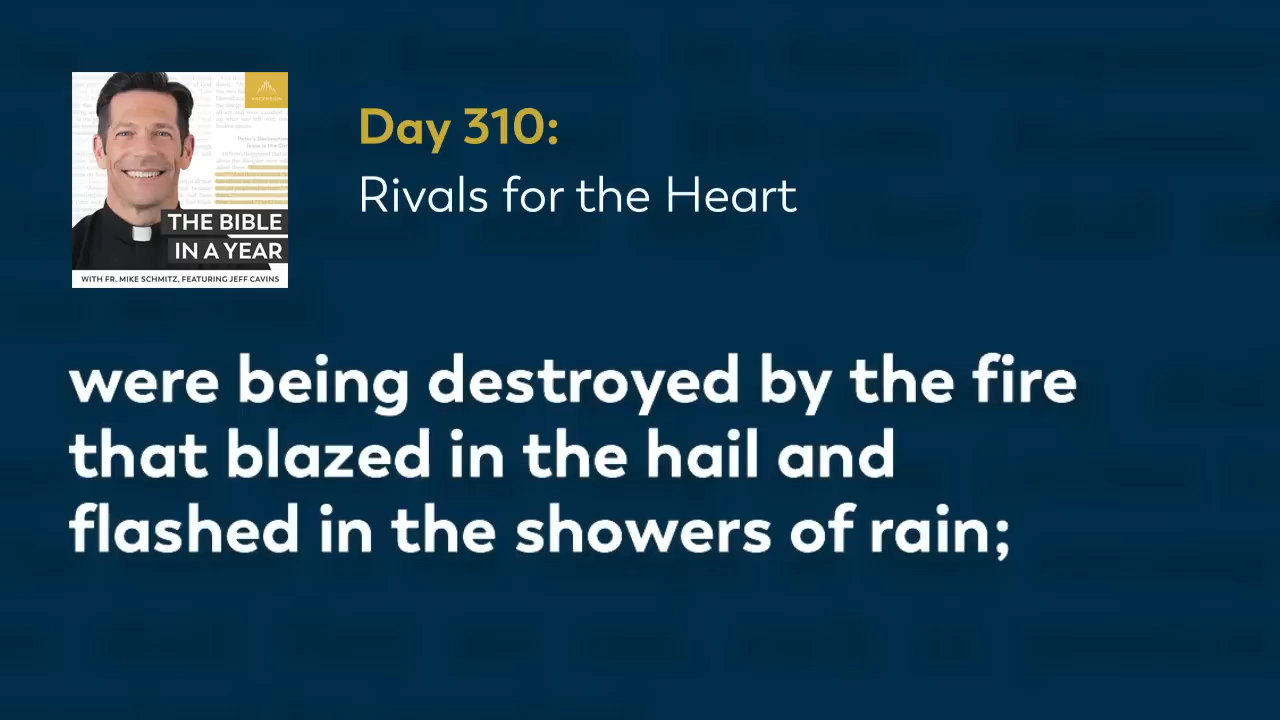 THE BIBLE
IN A YEAR
WITH FR. MIKE SCHMITZ, FEATURING JEFF CAVINS
Day 310:
Rivals for the Heart
were being destroyed by the fire
that blazed in the hail and
flashed in the showers of rain;